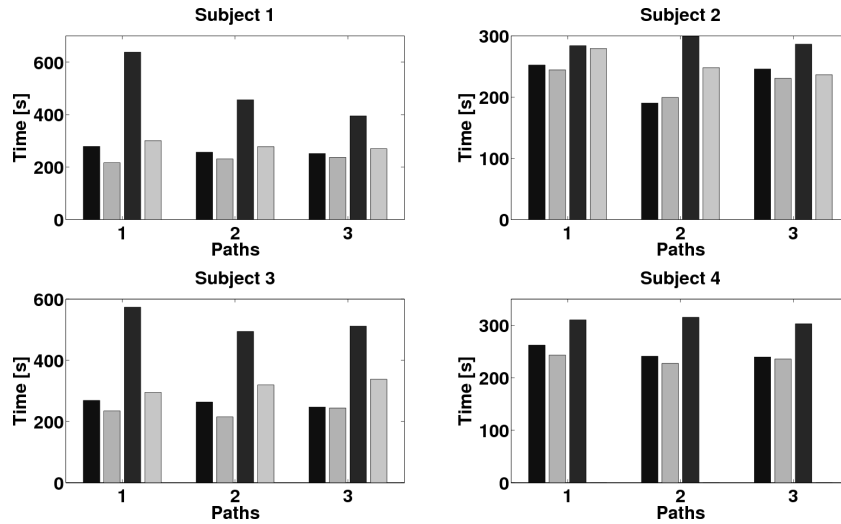 Subject 1
Time [s]
600
400
200
0
1 2 3
Paths
Subject 2
Time [s]
300
200
100
0
1 2 3
Paths
Subject 3
Time [s]
600
400
200
0
1 2 3
Paths
Subject 4
Time [s]
300
200
100
0
1 2 3
Paths